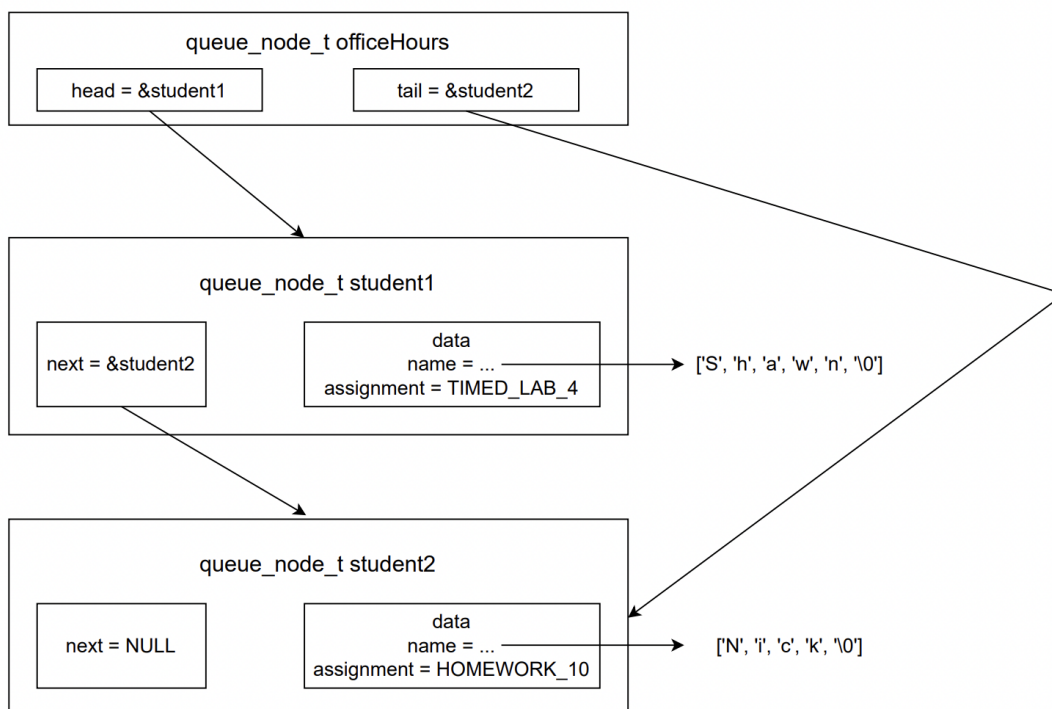 queue_node_t officeHours
head = &student1
tail = &student2
queue_node_t student1
next = &student2
data
name = ...
assignment = TIMED_LAB_4
['S', 'h', 'a', 'w', 'n', '\0']
queue_node_t student2
next = NULL
data
name = ...
assignment = HOMEWORK_10
['N', 'i', 'c', 'k', '\0']